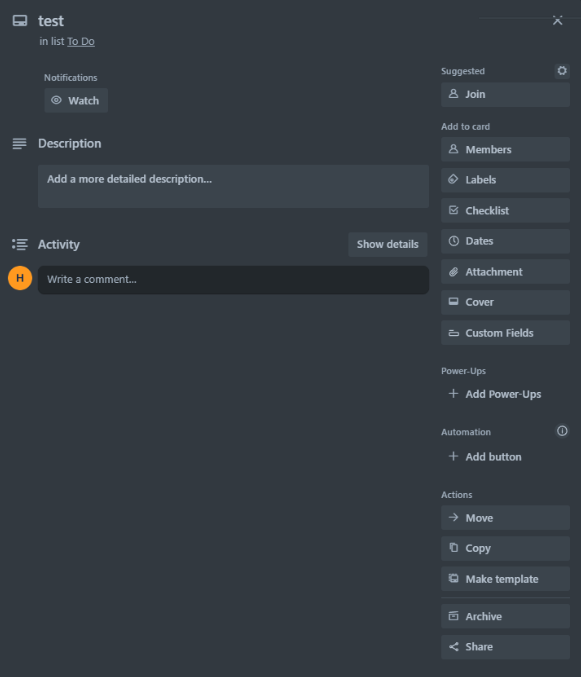 test
in list To Do
Notifications
Watch
Description
Add a more detailed description...
Activity
Show details
H
Write a comment...
Suggested
Join
Add to card
Members
Labels
Checklist
Dates
Attachment
Cover
Custom Fields
Power-Ups
Add Power-Ups
Automation
Add button
Actions
Move
Copy
Make template
Archive
Share